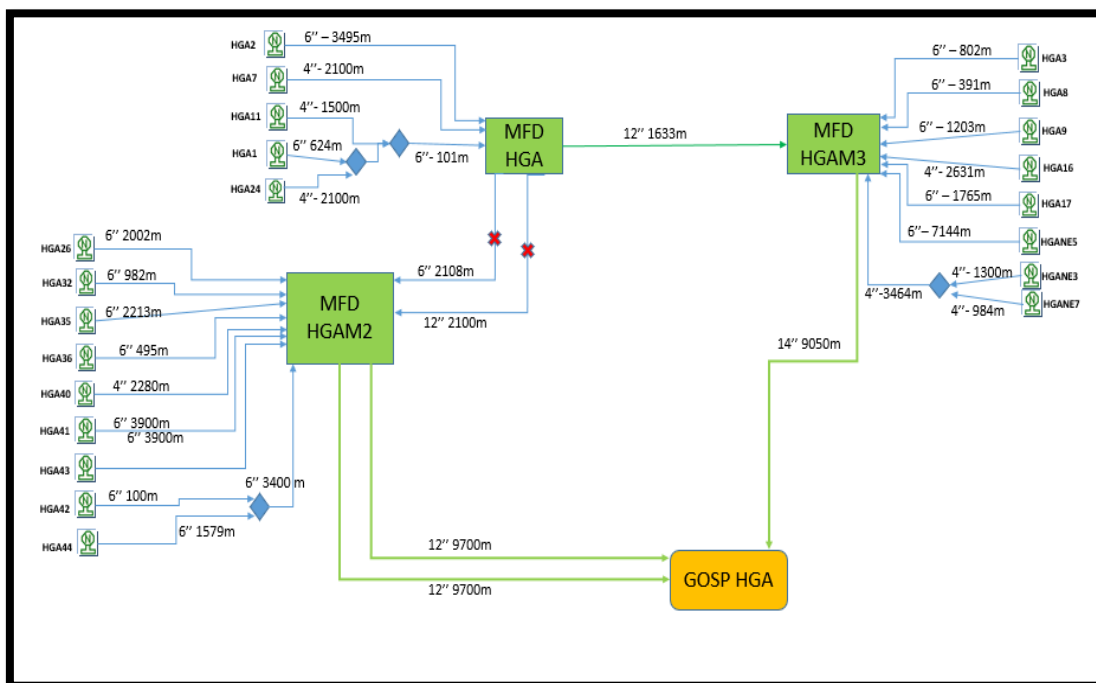 HGA2
6'' – 3495m
HGA7
4''- 2100m
HGA11
4''- 1500m
HGA1
6'' 624m
HGA24
4''- 2100m
6''- 101m
MFD
HGA
12'' 1633m
MFD
HGAM3
6'' – 802m
HGA3
6'' – 391m
HGA8
6'' – 1203m
HGA9
4''- 2631m
HGA16
6'' – 1765m
HGA17
6''– 7144m
HGANE5
4''- 1300m
HGANE3
4''-3464m
4''- 984m
HGANE7
HGA26
6'' 2002m
HGA32
6'' 982m
HGA35
6'' 2213m
HGA36
6'' 495m
HGA40
4'' 2280m
HGA41
6'' 3900m
6'' 3900m
HGA43
HGA42
6'' 100m
HGA44
6'' 1579m
6'' 3400 m
MFD
HGAM2
6'' 2108m
12'' 2100m
14'' 9050m
12'' 9700m
12'' 9700m
GOSP HGA